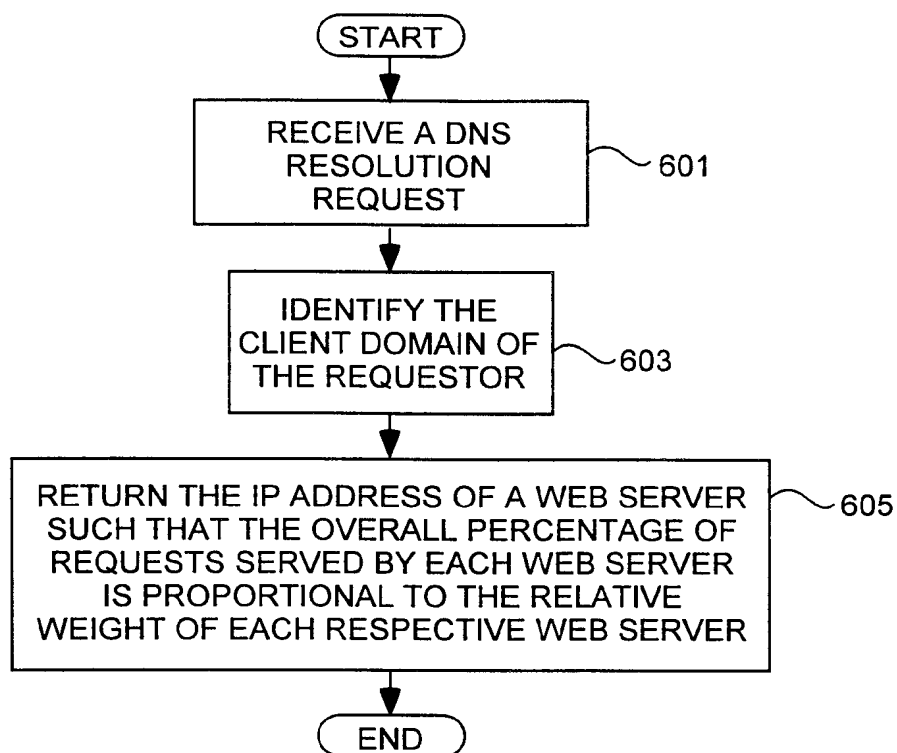 START
RECEIVE A DNS
RESOLUTION
REQUEST
601
IDENTIFY THE
CLIENT DOMAIN OF
THE REQUESTOR
603
RETURN THE IP ADDRESS OF A WEB SERVER
SUCH THAT THE OVERALL PERCENTAGE OF
REQUESTS SERVED BY EACH WEB SERVER
IS PROPORTIONAL TO THE RELATIVE
WEIGHT OF EACH RESPECTIVE WEB SERVER
605
END